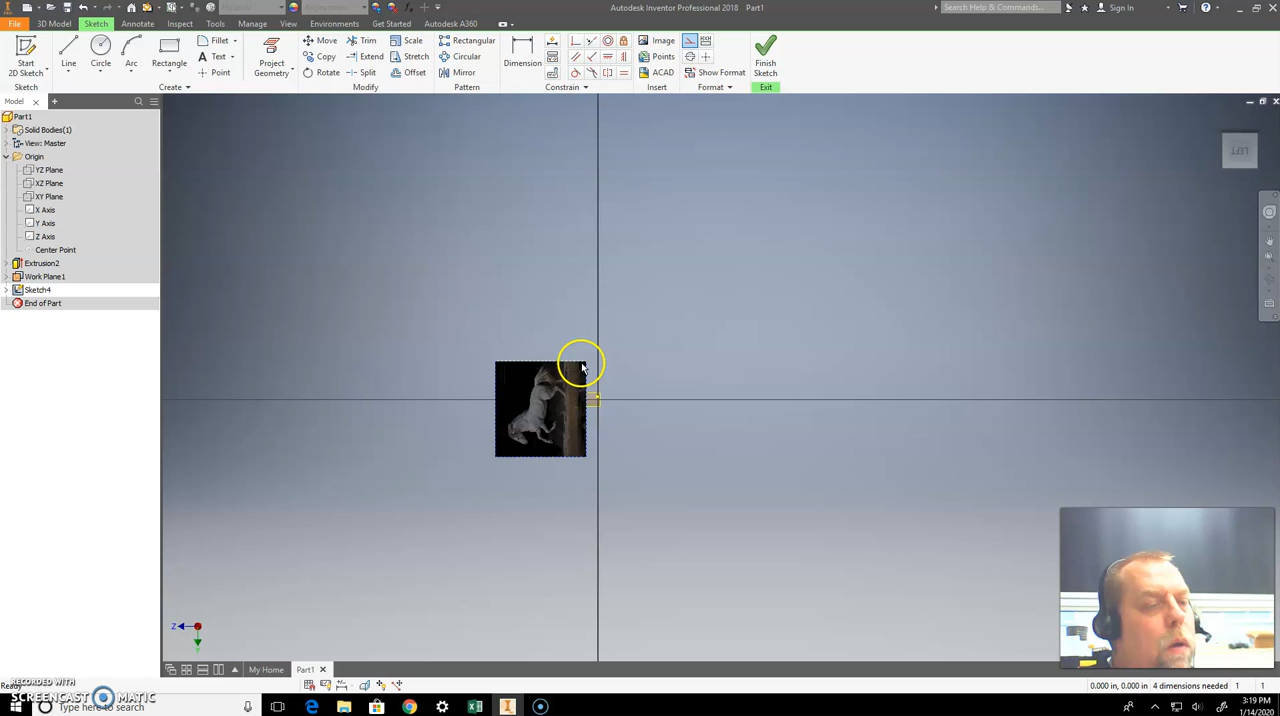 Autodesk Inventor Professional 2018 Part1
Search Help & Commands...
Sign In
File 3D Model Sketch Annotate Inspect Tools Manage View Environments Get Started Autodesk A360
Start
2D Sketch
Line
Circle
Arc
Rectangle
Fillet
Text
Point
Project
Geometry
Move
Copy
Rotate
Trim
Extend
Split
Scale
Stretch
Offset
Rectangular
Circular
Mirror
Dimension
Image
Points
ACAD
Show Format
Finish
Sketch
Sketch Create Modify Pattern Constrain Insert Format Exit
Model
Part1
Solid Bodies(1)
View: Master
Origin
YZ Plane
XZ Plane
XY Plane
X Axis
Y Axis
Z Axis
Center Point
Extrusion2
Work Plane1
Sketch4
End of Part
LEFT
Z
My Home Part1
Ready
0.000 in, 0.000 in 4 dimensions needed 1 1
RECORDED WITH
SCREENCAST MATIC
Type here to search
3:19 PM
1/14/2020